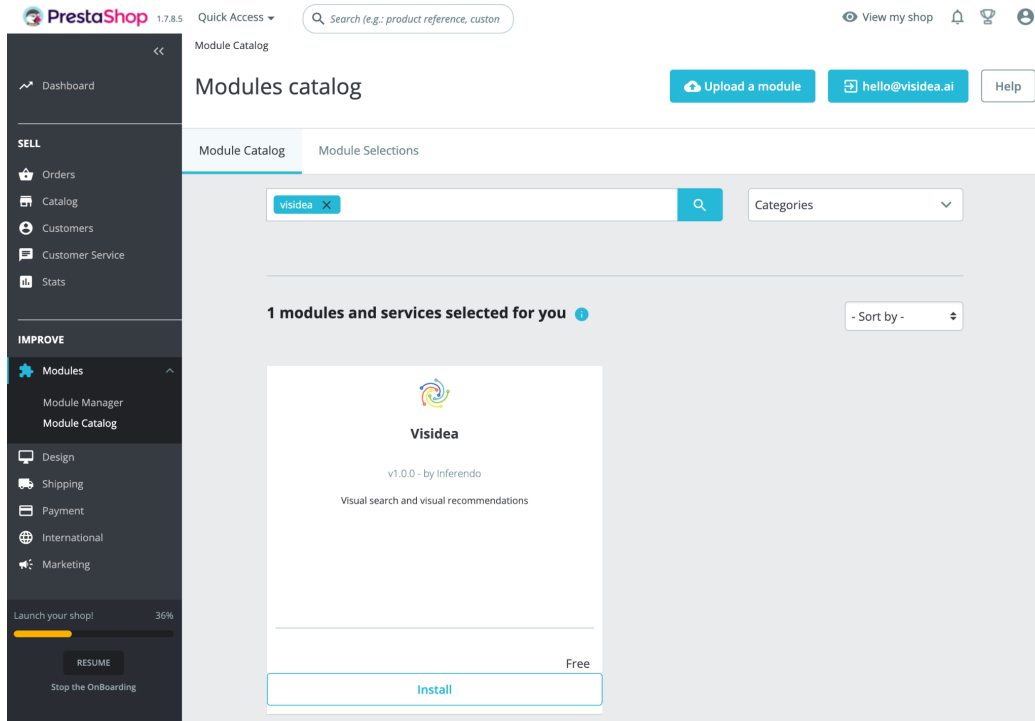 PrestaShop 1.7.8.5 Quick Access Search (e.g.: product reference, custon View my shop
Module Catalog
Modules catalog
Upload a module
hello@visidea.ai
Help
Module Catalog
Module Selections
Dashboard
SELL
Orders
Catalog
Customers
Customer Service
Stats
IMPROVE
Modules
Module Manager
Module Catalog
Design
Shipping
Payment
International
Marketing
Launch your shop! 36%
RESUME
Stop the OnBoarding
visidea
Categories
1 modules and services selected for you
- Sort by -
Visidea
v1.0.0 - by Inferendo
Visual search and visual recommendations
Free
Install